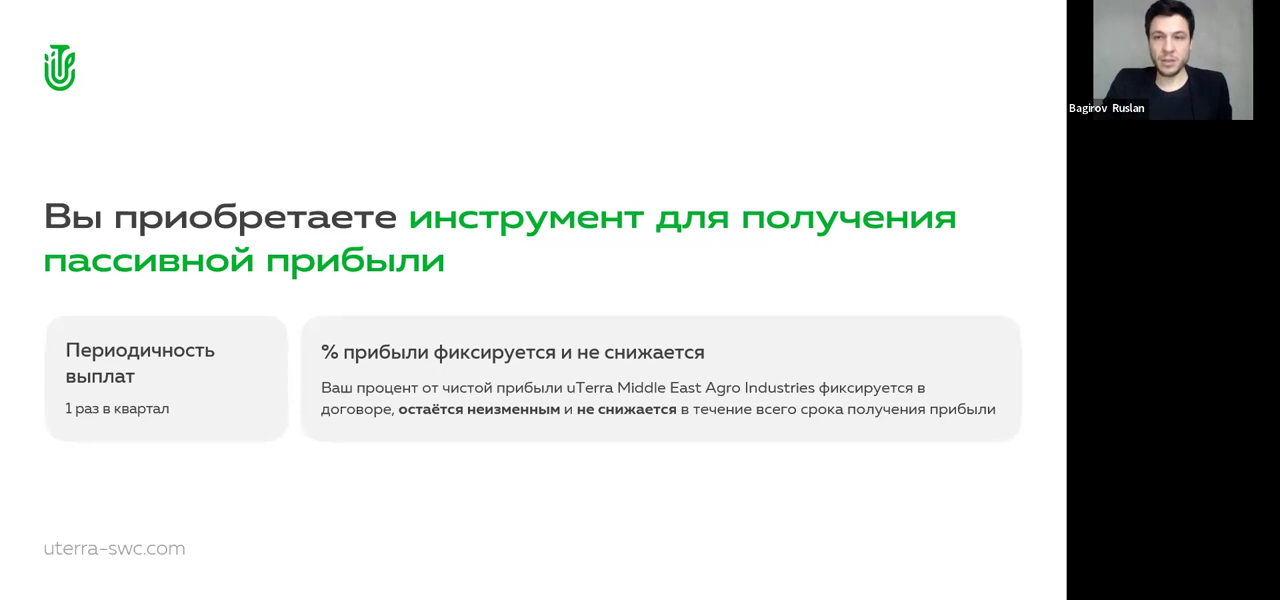 Bagirov Ruslan
Вы приобретаете инструмент для получения
пассивной прибыли
Периодичность
выплат
1 раз в квартал
% прибыли фиксируется и не снижается
Ваш процент от чистой прибыли uTerra Middle East Agro Industries фиксируется в
договоре, остаётся неизменным и не снижается в течение всего срока получения прибыли
uterra-swc.com